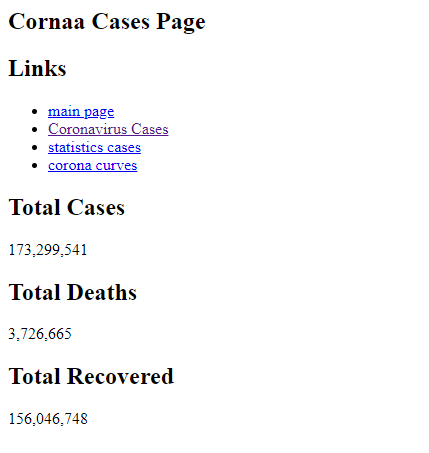 Cornaa Cases Page
Links
main page
Coronavirus Cases
statistics cases
corona curves
Total Cases
173,299,541
Total Deaths
3,726,665
Total Recovered
156,046,748